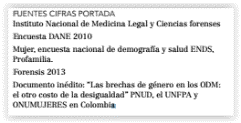 FUENTES CIFRAS PORTADA
Instituto Nacional de Medicina Legal y Ciencias forenses
Encuesta DANE 2010
Mujer, encuesta nacional de demografía y salud ENDS,
Profamilia.
Forensis 2013
Documento inédito: "Las brechas de género en los ODM:
el otro costo de la desigualdad" PNUD, el UNFPA y
ONUMUJERES en Colombia